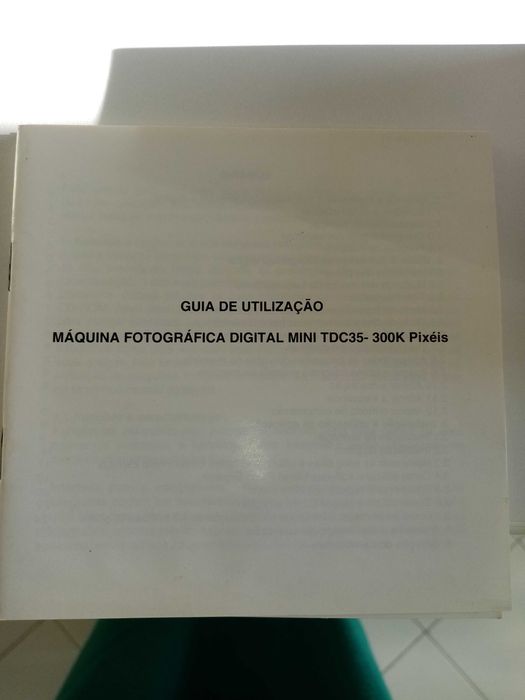 GUIA DE UTILIZAÇÃO
MÁQUINA FOTOGRÁFICA DIGITAL MINI TDC35- 300K Pixéis